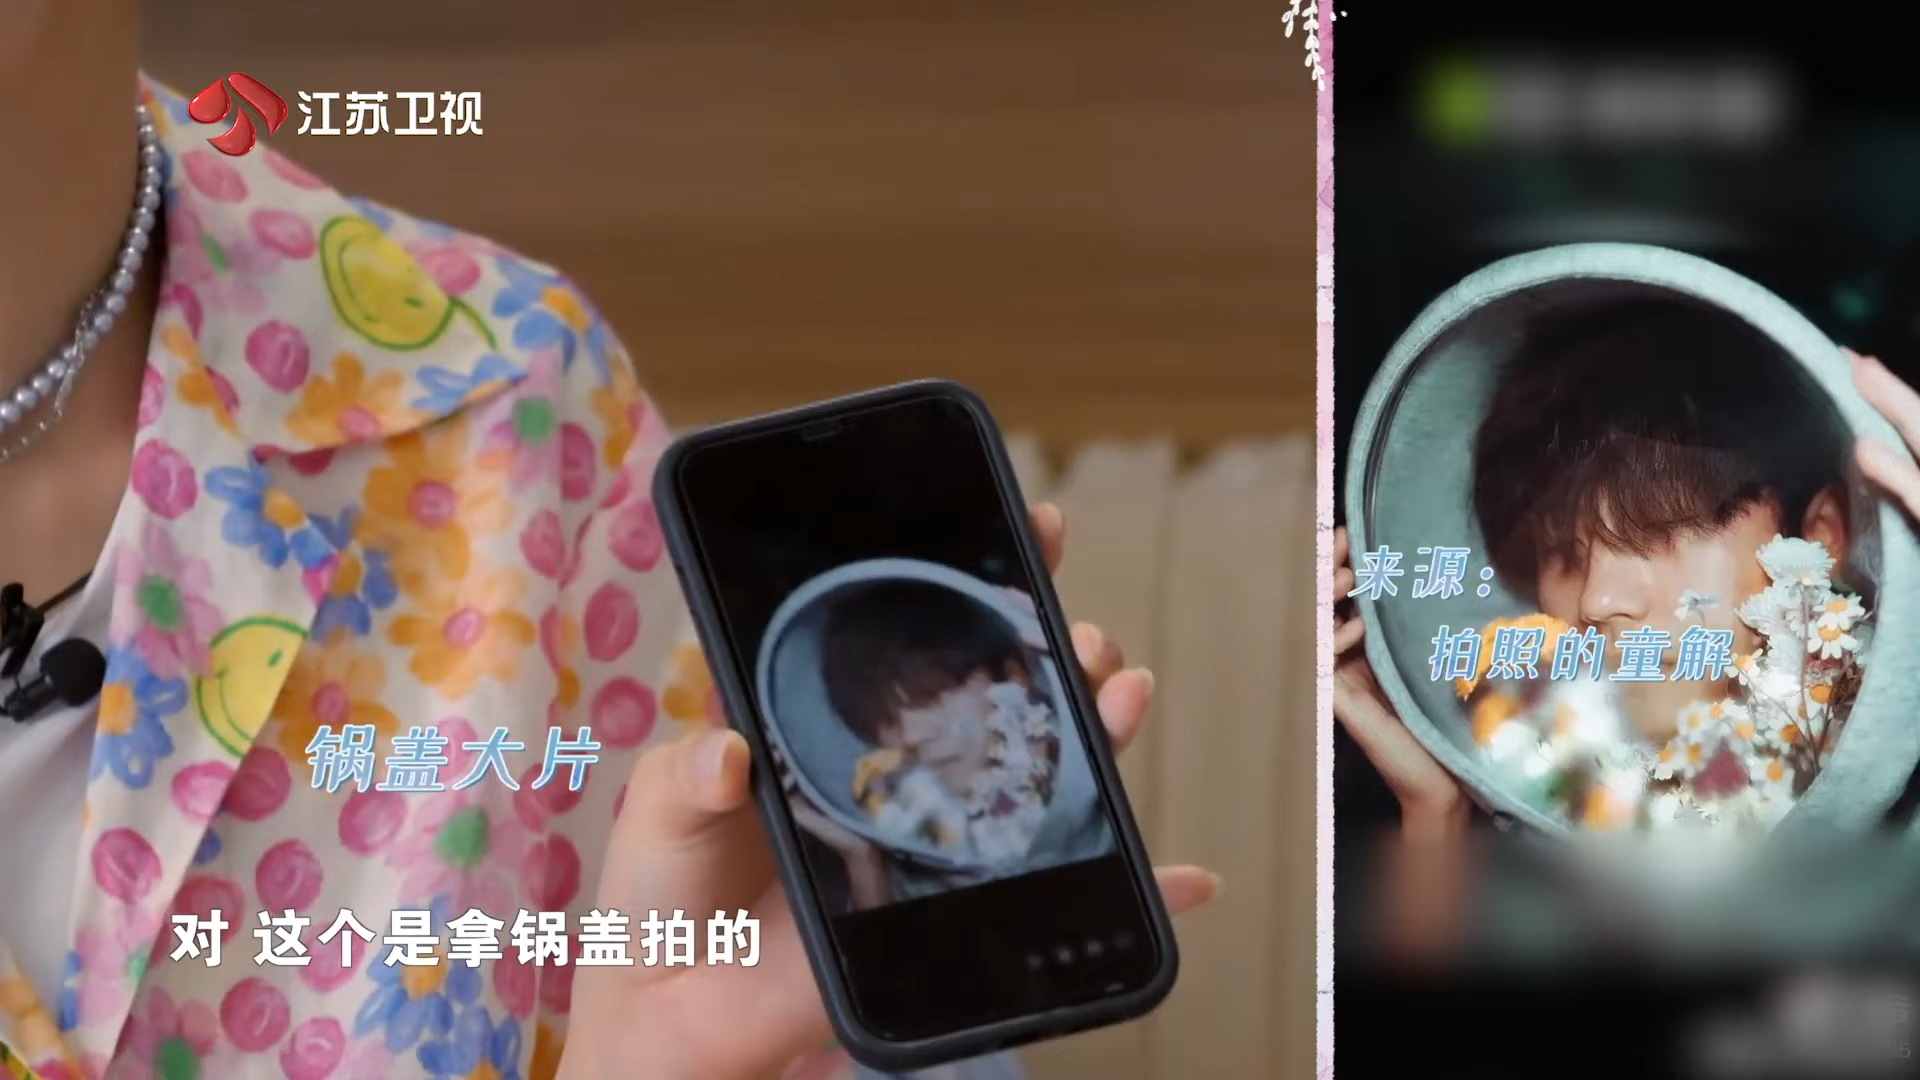 江苏卫视
来源：
拍照的童解
锅盖大片
对 这个是拿锅盖拍的